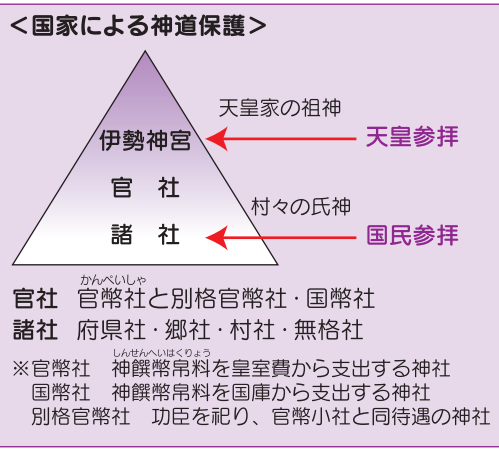 ＜国家による神道保護＞
天皇家の祖神
伊勢神宮
天皇参拝
官 社
村々の氏神
諸 社
国民参拝
かんぺいしゃ
官社 官幣社と別格官幣社・国幣社
諸社 府県社・郷社・村社・無格社
しんせんへいはくりょう
※官幣社 神饌幣帛料を皇室費から支出する神社
国幣社 神饌幣帛料を国庫から支出する神社
別格官幣社 功臣を祀り、官幣小社と同待遇の神社